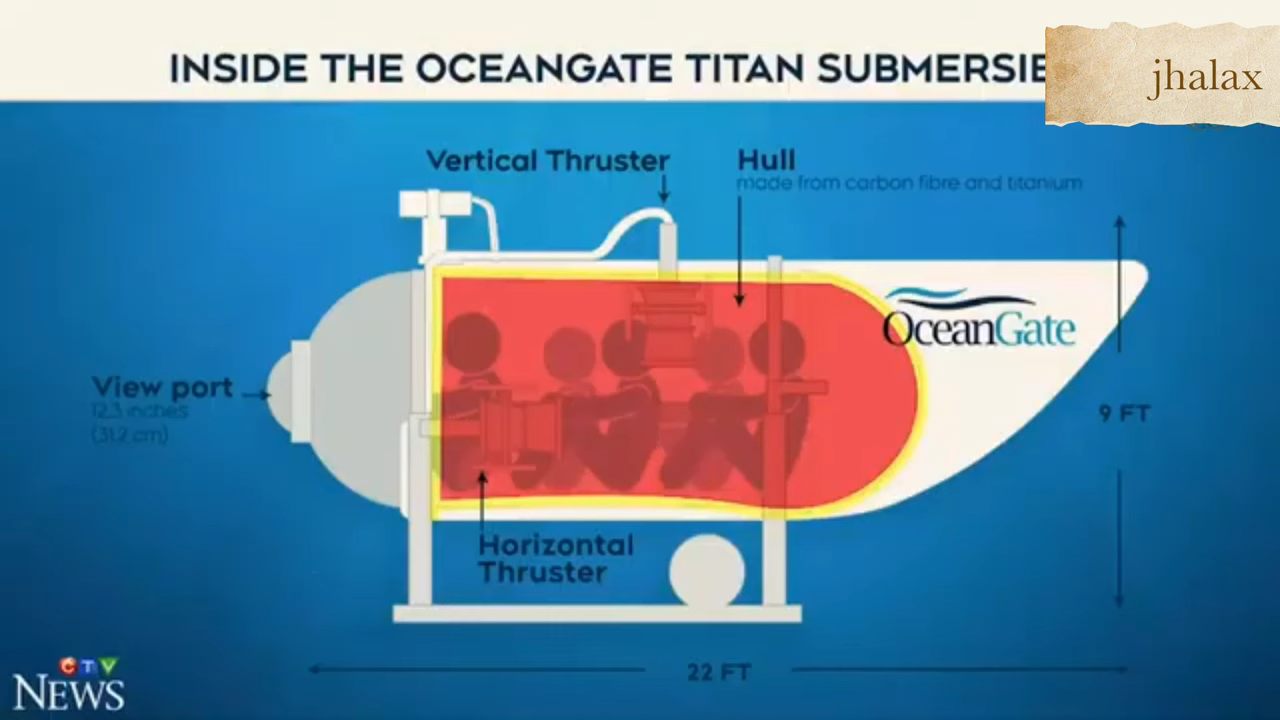 INSIDE THE OCEANGATE TITAN SUBMERSIB
jhalax
Vertical Thruster
Hull
made from carbon fibre and titanium
OceanGate
View port
12.3 inches
(31.2 cm)
9 FT
Horizontal
Thruster
22 FT
CTV
NEWS